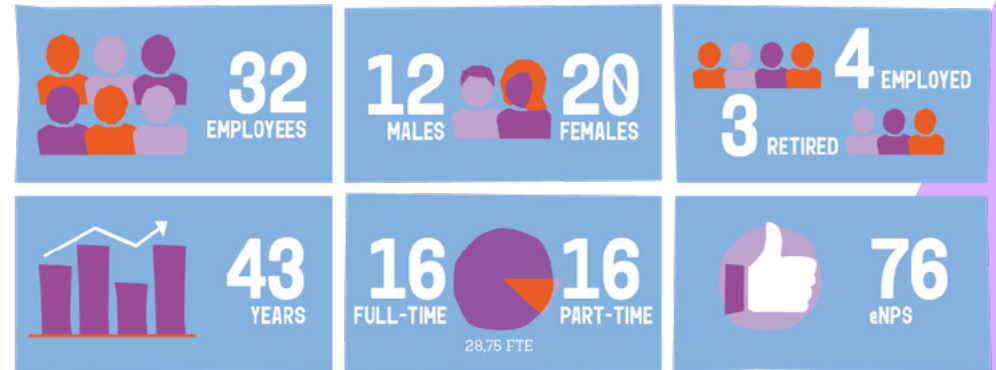 32
EMPLOYEES
12
MALES
20
FEMALES
4 EMPLOYED
3 RETIRED
43
YEARS
16
FULL-TIME
16
PART-TIME
28,75 FTE
76
eNPS